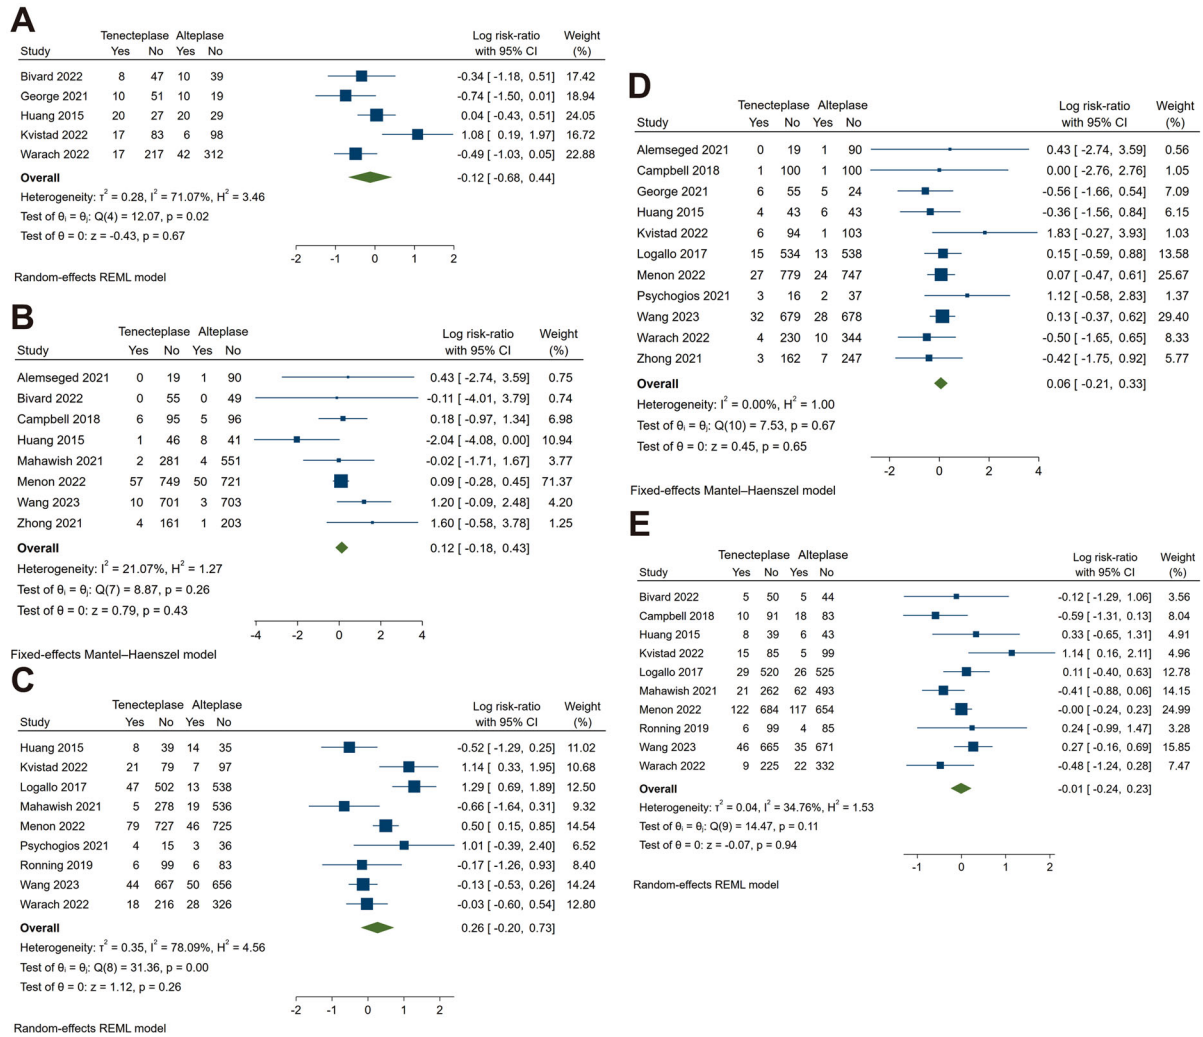 A
Tenecteplase Alteplase Log risk-ratio Weight
Study Yes No Yes No with 95% CI (%)
Bivard 2022 8 47 10 39 -0.34 [ -1.18, 0.51] 17.42
George 2021 10 51 10 19 -0.74 [ -1.50, 0.01] 18.94
Huang 2015 20 27 20 29 0.04 [ -0.43, 0.51] 24.05
Kvistad 2022 17 83 6 98 1.08 [ 0.19, 1.97] 16.72
Warach 2022 17 217 42 312 -0.49 [ -1.03, 0.05] 22.88
Overall -0.12 [ -0.68, 0.44]
Heterogeneity: τ² = 0.28, I² = 71.07%, H² = 3.46
Test of θᵢ = θⱼ: Q(4) = 12.07, p = 0.02
Test of θ = 0: z = -0.43, p = 0.67
-2 -1 0 1 2
Random-effects REML model
B
Tenecteplase Alteplase Log risk-ratio Weight
Study Yes No Yes No with 95% CI (%)
Alemseged 2021 0 19 1 90 0.43 [ -2.74, 3.59] 0.75
Bivard 2022 0 55 0 49 -0.11 [ -4.01, 3.79] 0.74
Campbell 2018 6 95 5 96 0.18 [ -0.97, 1.34] 6.98
Huang 2015 1 46 8 41 -2.04 [ -4.08, 0.00] 10.94
Mahawish 2021 2 281 4 551 -0.02 [ -1.71, 1.67] 3.77
Menon 2022 57 749 50 721 0.09 [ -0.28, 0.45] 71.37
Wang 2023 10 701 3 703 1.20 [ -0.09, 2.48] 4.20
Zhong 2021 4 161 1 203 1.60 [ -0.58, 3.78] 1.25
Overall 0.12 [ -0.18, 0.43]
Heterogeneity: I² = 21.07%, H² = 1.27
Test of θᵢ = θⱼ: Q(7) = 8.87, p = 0.26
Test of θ = 0: z = 0.79, p = 0.43
-4 -2 0 2 4
Fixed-effects Mantel–Haenszel model
C
Tenecteplase Alteplase Log risk-ratio Weight
Study Yes No Yes No with 95% CI (%)
Huang 2015 8 39 14 35 -0.52 [ -1.29, 0.25] 11.02
Kvistad 2022 21 79 7 97 1.14 [ 0.33, 1.95] 10.68
Logallo 2017 47 502 13 538 1.29 [ 0.69, 1.89] 12.50
Mahawish 2021 5 278 19 536 -0.66 [ -1.64, 0.31] 9.32
Menon 2022 79 727 46 725 0.50 [ 0.15, 0.85] 14.54
Psychogios 2021 4 15 3 36 1.01 [ -0.39, 2.40] 6.52
Ronning 2019 6 99 6 83 -0.17 [ -1.26, 0.93] 8.40
Wang 2023 44 667 50 656 -0.13 [ -0.53, 0.26] 14.24
Warach 2022 18 216 28 326 -0.03 [ -0.60, 0.54] 12.80
Overall 0.26 [ -0.20, 0.73]
Heterogeneity: τ² = 0.35, I² = 78.09%, H² = 4.56
Test of θᵢ = θⱼ: Q(8) = 31.36, p = 0.00
Test of θ = 0: z = 1.12, p = 0.26
-2 -1 0 1 2
Random-effects REML model
D
Tenecteplase Alteplase Log risk-ratio Weight
Study Yes No Yes No with 95% CI (%)
Alemseged 2021 0 19 1 90 0.43 [ -2.74, 3.59] 0.56
Campbell 2018 1 100 1 100 0.00 [ -2.76, 2.76] 1.05
George 2021 6 55 5 24 -0.56 [ -1.66, 0.54] 7.09
Huang 2015 4 43 6 43 -0.36 [ -1.56, 0.84] 6.15
Kvistad 2022 6 94 1 103 1.83 [ -0.27, 3.93] 1.03
Logallo 2017 15 534 13 538 0.15 [ -0.59, 0.88] 13.58
Menon 2022 27 779 24 747 0.07 [ -0.47, 0.61] 25.67
Psychogios 2021 3 16 2 37 1.12 [ -0.58, 2.83] 1.37
Wang 2023 32 679 28 678 0.13 [ -0.37, 0.62] 29.40
Warach 2022 4 230 10 344 -0.50 [ -1.65, 0.65] 8.33
Zhong 2021 3 162 7 247 -0.42 [ -1.75, 0.92] 5.77
Overall 0.06 [ -0.21, 0.33]
Heterogeneity: I² = 0.00%, H² = 1.00
Test of θᵢ = θⱼ: Q(10) = 7.53, p = 0.67
Test of θ = 0: z = 0.45, p = 0.65
-2 0 2 4
Fixed-effects Mantel–Haenszel model
E
Tenecteplase Alteplase Log risk-ratio Weight
Study Yes No Yes No with 95% CI (%)
Bivard 2022 5 50 5 44 -0.12 [ -1.29, 1.06] 3.56
Campbell 2018 10 91 18 83 -0.59 [ -1.31, 0.13] 8.04
Huang 2015 8 39 6 43 0.33 [ -0.65, 1.31] 4.91
Kvistad 2022 15 85 5 99 1.14 [ 0.16, 2.11] 4.96
Logallo 2017 29 520 26 525 0.11 [ -0.40, 0.63] 12.78
Mahawish 2021 21 262 62 493 -0.41 [ -0.88, 0.06] 14.15
Menon 2022 122 684 117 654 -0.00 [ -0.24, 0.23] 24.99
Ronning 2019 6 99 4 85 0.24 [ -0.99, 1.47] 3.28
Wang 2023 46 665 35 671 0.27 [ -0.16, 0.69] 15.85
Warach 2022 9 225 22 332 -0.48 [ -1.24, 0.28] 7.47
Overall -0.01 [ -0.24, 0.23]
Heterogeneity: τ² = 0.04, I² = 34.76%, H² = 1.53
Test of θᵢ = θⱼ: Q(9) = 14.47, p = 0.11
Test of θ = 0: z = -0.07, p = 0.94
-1 0 1 2
Random-effects REML model